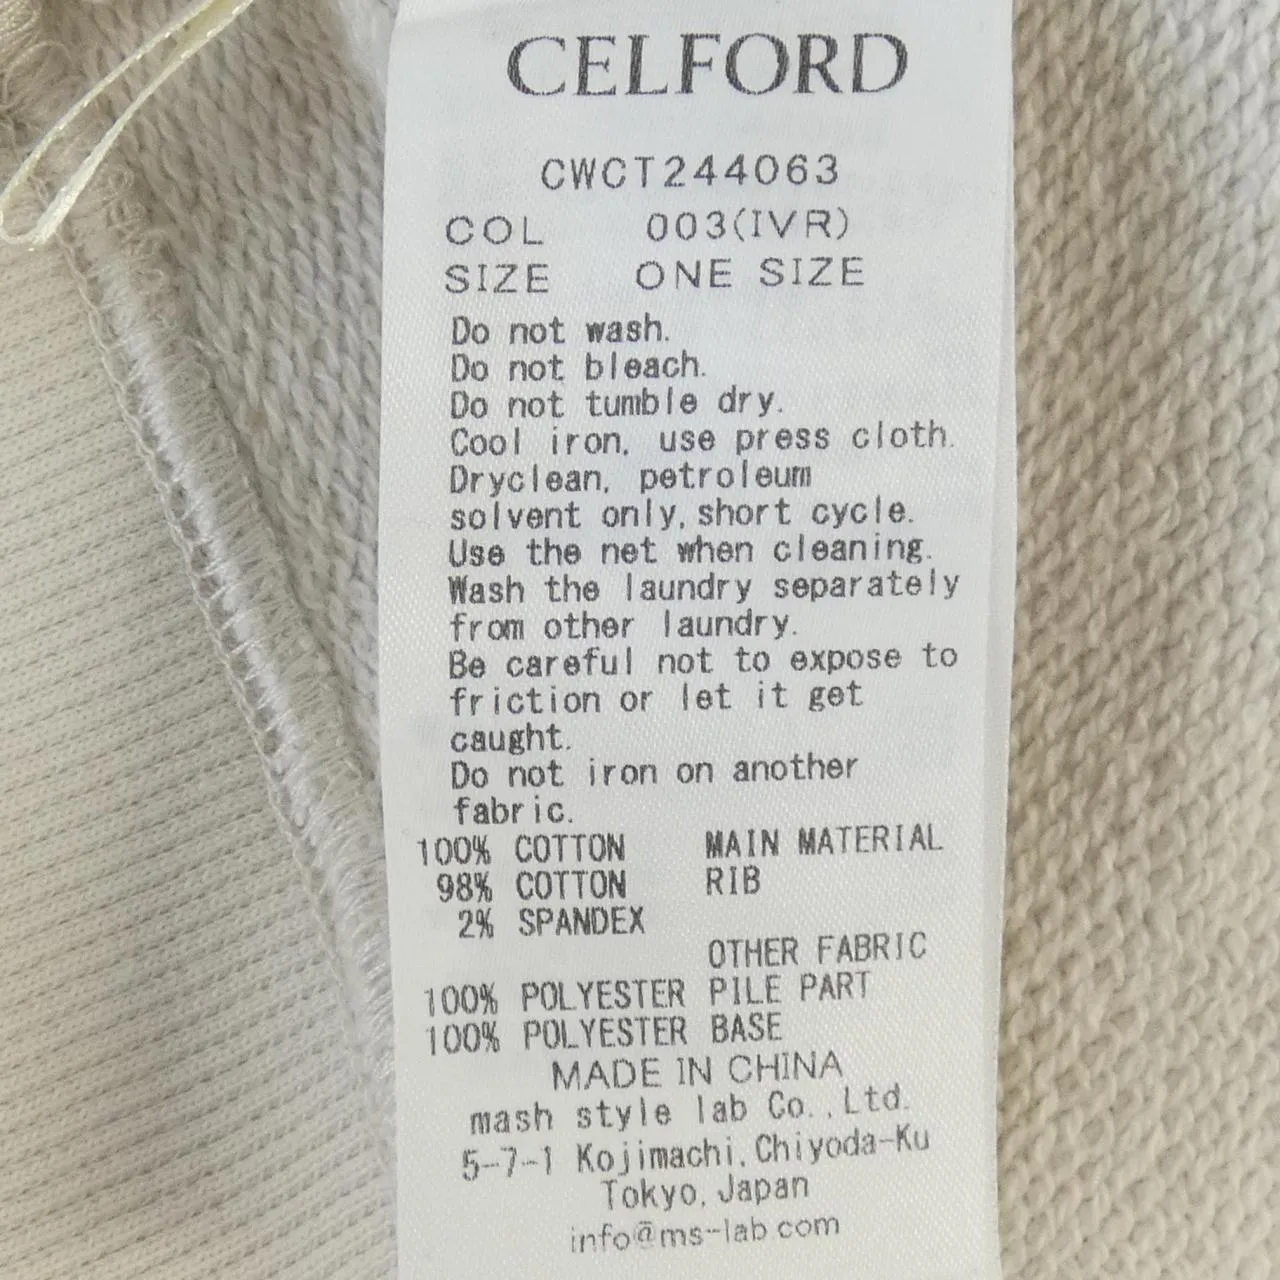 CELFORD
CWCT244063
COL 003(IVR)
SIZE ONE SIZE
Do not wash.
Do not bleach.
Do not tumble dry.
Cool iron, use press cloth.
Dryclean, petroleum
solvent only, short cycle.
Use the net when cleaning.
Wash the laundry separately
from other laundry.
Be careful not to expose to
friction or let it get
caught.
Do not iron on another
fabric.
100% COTTON MAIN MATERIAL
98% COTTON RIB
2% SPANDEX
OTHER FABRIC
100% POLYESTER PILE PART
100% POLYESTER BASE
MADE IN CHINA
mash style lab Co.,Ltd.
5-7-1 Kojimachi, Chiyoda-Ku
Tokyo, Japan
info@ms-lab.com